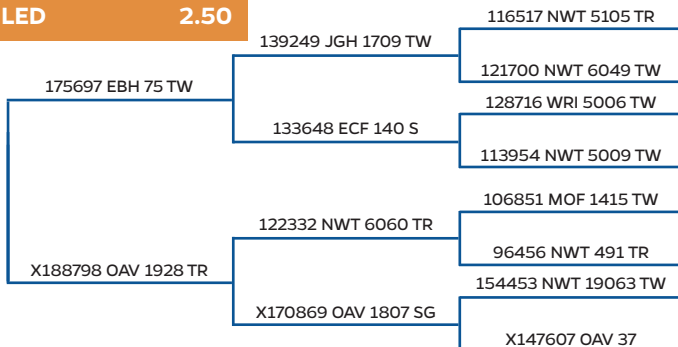 LED 2.50
116517 NWT 5105 TR
139249 JGH 1709 TW
121700 NWT 6049 TW
175697 EBH 75 TW
128716 WRI 5006 TW
133648 ECF 140 S
113954 NWT 5009 TW
106851 MOF 1415 TW
122332 NWT 6060 TR
96456 NWT 491 TR
X188798 OAV 1928 TR
154453 NWT 19063 TW
X170869 OAV 1807 SG
X147607 OAV 37